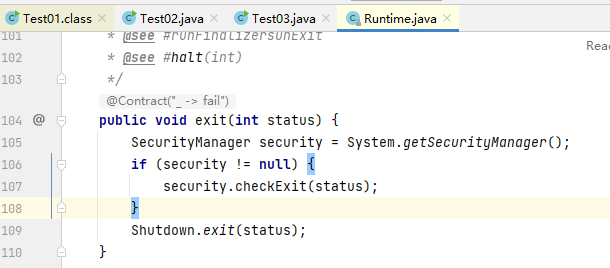 Test01.class × Test02.java × Test03.java × Runtime.java ×
101 * @see #runFinalizersOnExit
Read
102 * @see #halt(int)
103 */
@Contract("_ -> fail")
104 @ public void exit(int status) {
105 SecurityManager security = System.getSecurityManager();
106 if (security != null) {
107 security.checkExit(status);
108 }
109 Shutdown.exit(status);
110 }